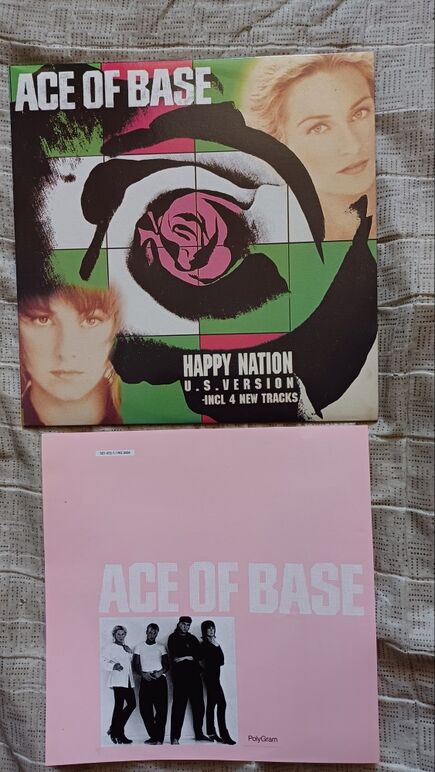 ACE OF BASE
HAPPY NATION
U.S. VERSION
-INCL 4 NEW TRACKS
ACE OF BASE
PolyGram